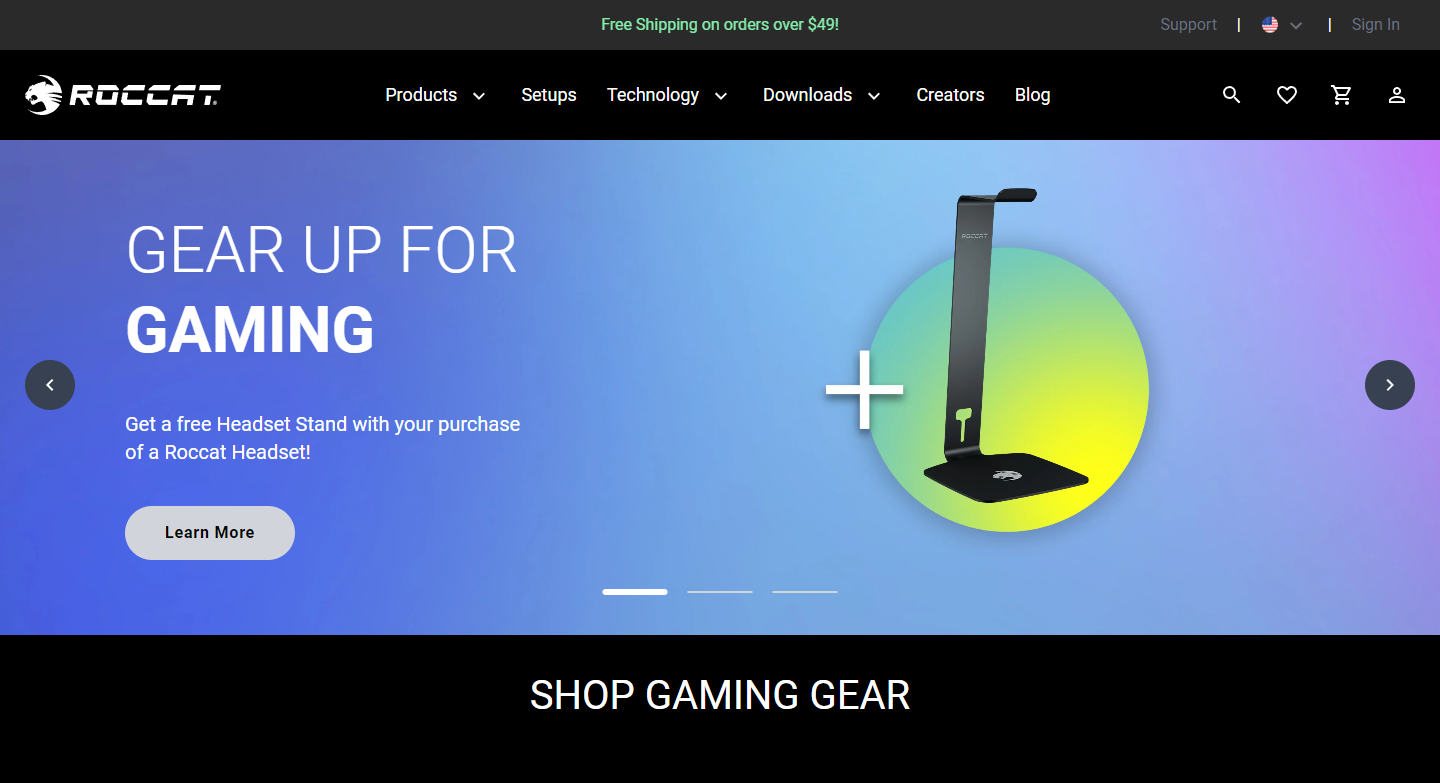 Free Shipping on orders over $49!
Support | | Sign In
ROCCAT
Products Setups Technology Downloads Creators Blog
GEAR UP FOR
GAMING
ROCCAT
Get a free Headset Stand with your purchase
of a Roccat Headset!
Learn More
SHOP GAMING GEAR